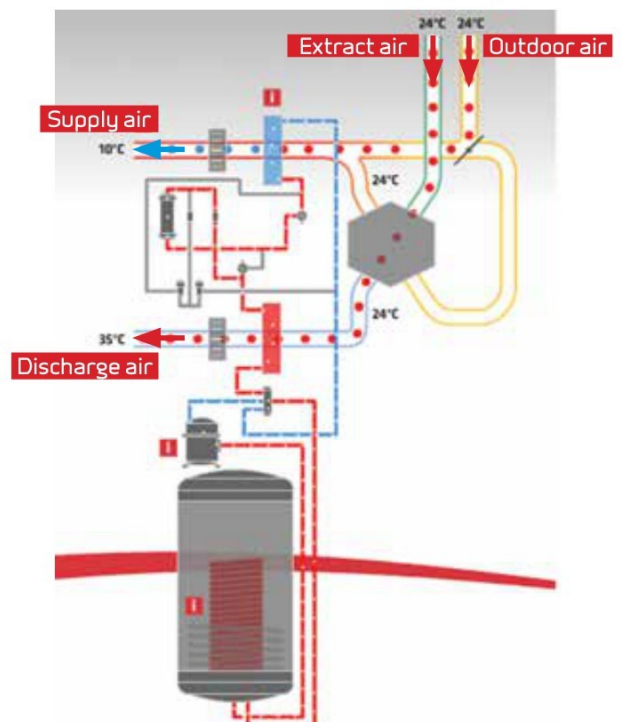 24°C 24°C
Extract air Outdoor air
i
Supply air
10°C
24°C
24°C
35°C
Discharge air
i
i